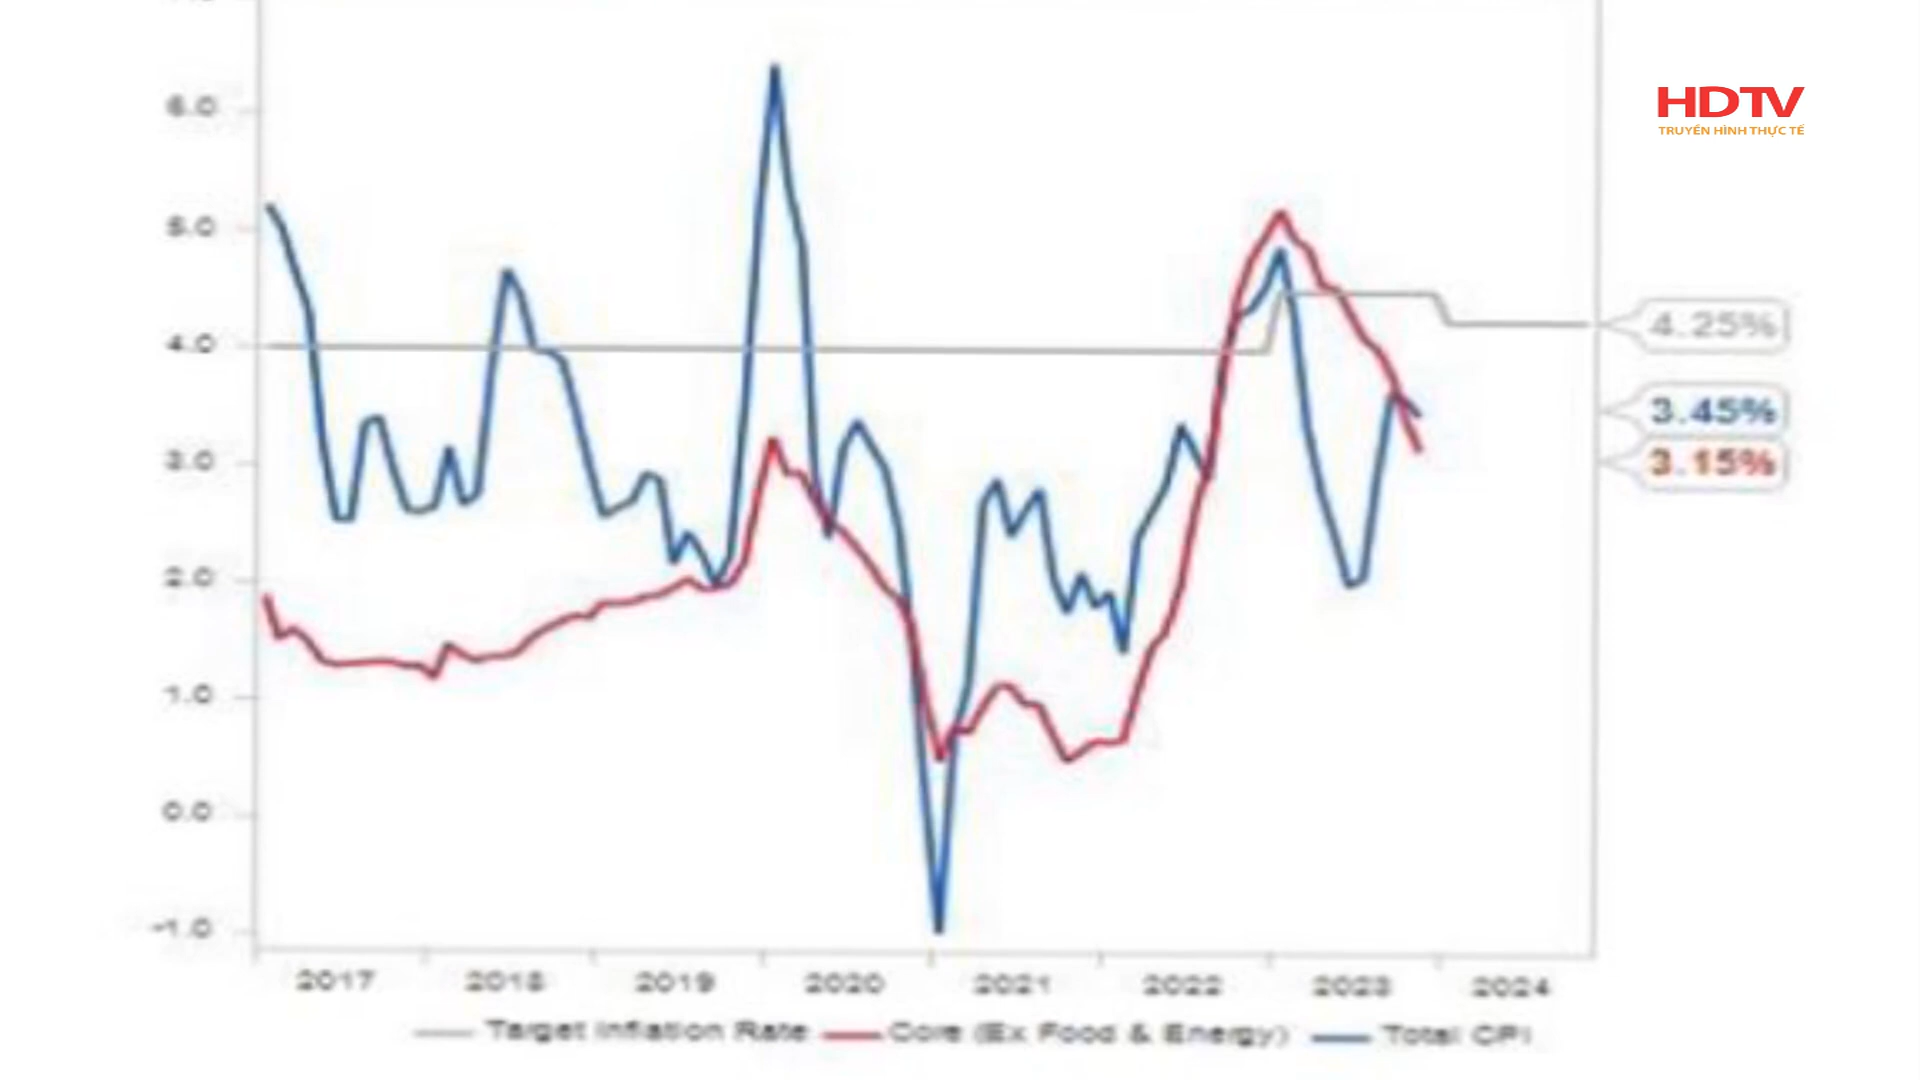 HDTV
TRUYỀN HÌNH THỰC TẾ
6.0
5.0
4.0
3.0
2.0
1.0
0.0
-1.0
4.25%
3.45%
3.15%
2017 2018 2019 2020 2021 2022 2023 2024
Target Inflation Rate Core (Ex Food & Energy) Total CPI